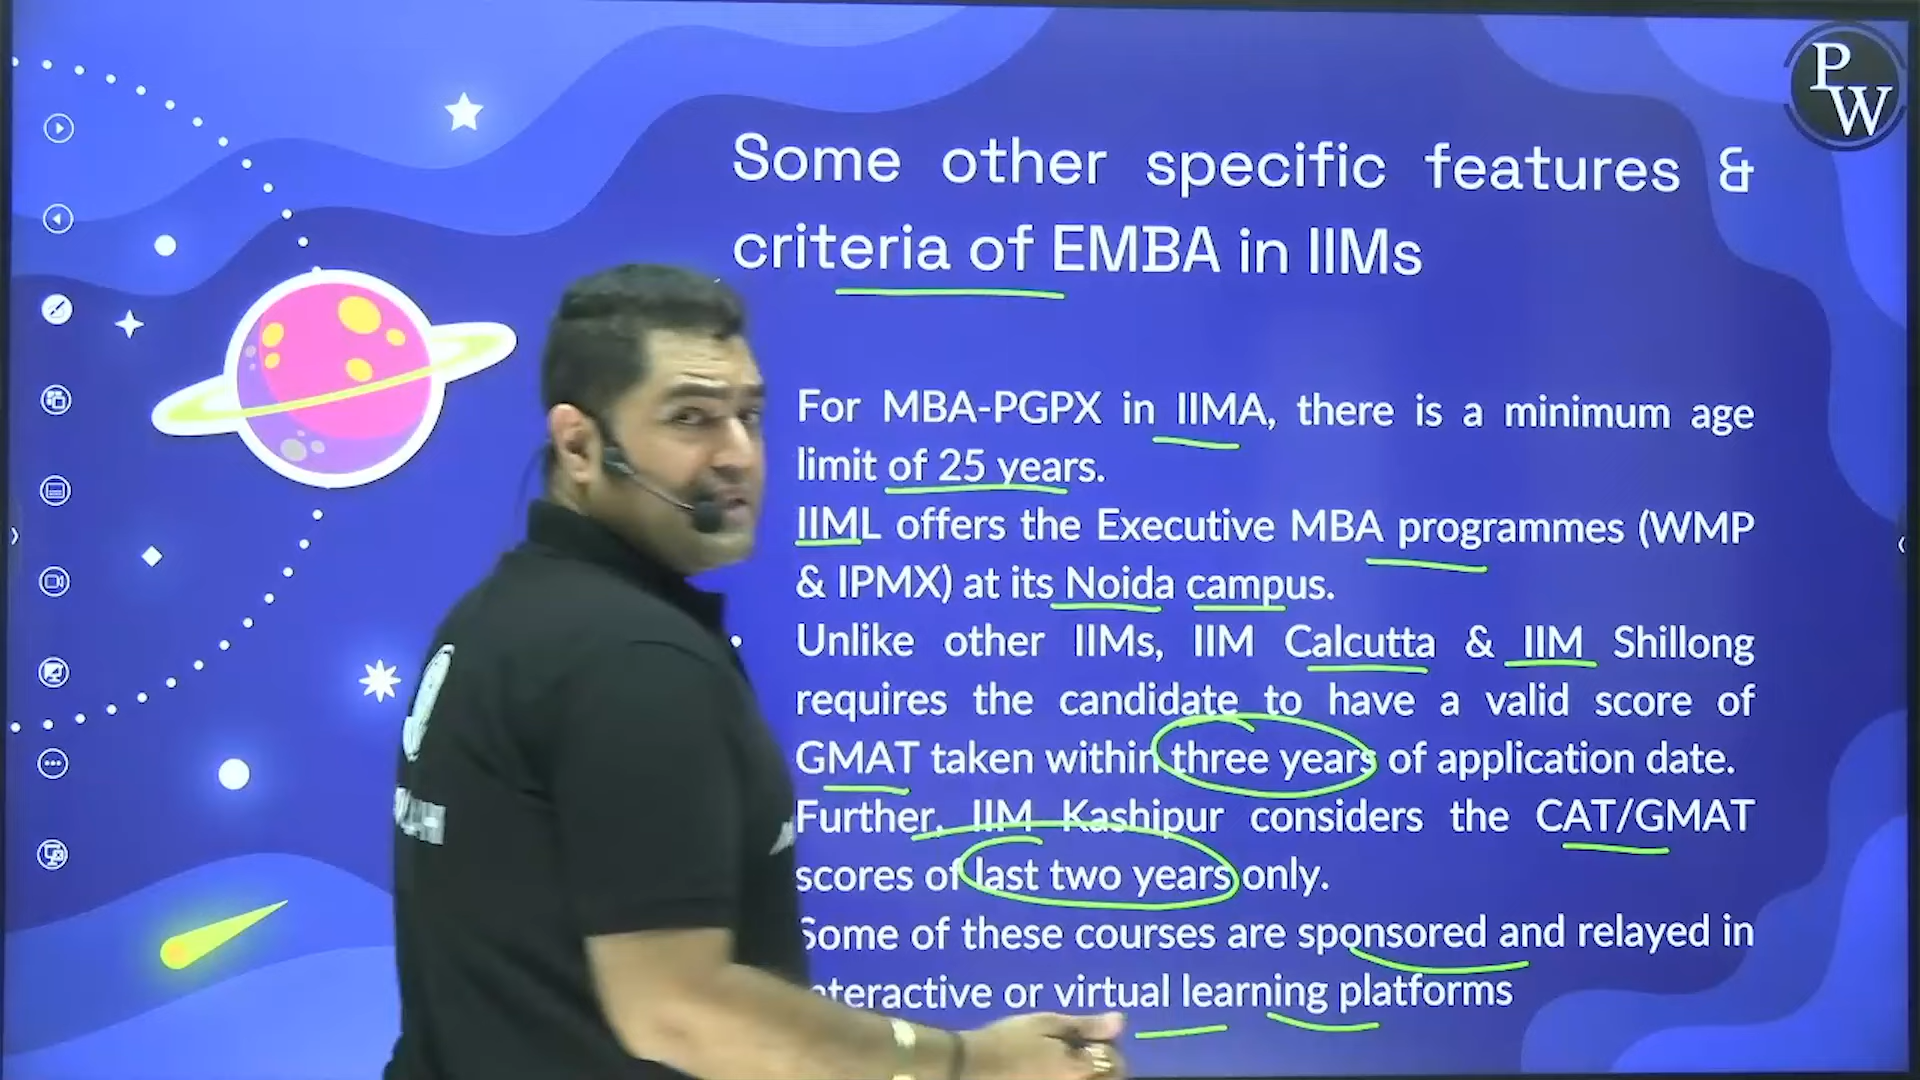 P
W
Some other specific features &
criteria of EMBA in IIMs
For MBA-PGPX in IIMA, there is a minimum age
limit of 25 years.
IIML offers the Executive MBA programmes (WMP
& IPMX) at its Noida campus.
Unlike other IIMs, IIM Calcutta & IIM Shillong
requires the candidate to have a valid score of
GMAT taken within three years of application date.
Further, IIM Kashipur considers the CAT/GMAT
scores of last two years only.
Some of these courses are sponsored and relayed in
interactive or virtual learning platforms